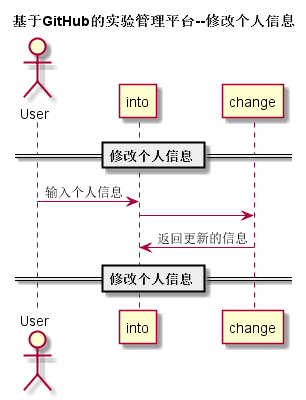 基于GitHub的实验管理平台--修改个人信息
User
into
change
修改个人信息
输入个人信息
返回更新的信息
修改个人信息
User
into
change